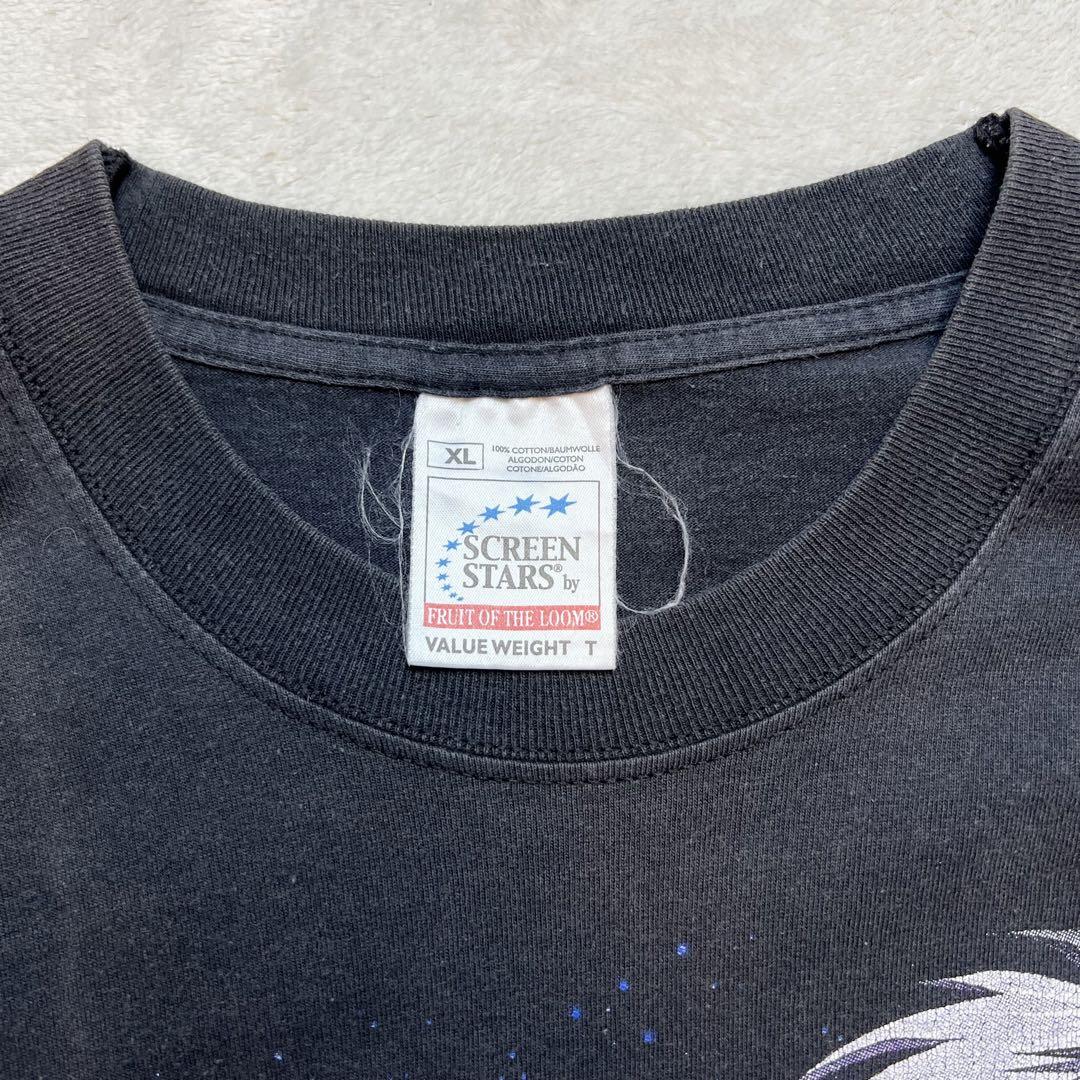 XL
100% COTTON/BAUMWOLLE
ALGODON/COTON
COTONE/ALGODÃO
SCREEN
STARS® by
FRUIT OF THE LOOM®
VALUE WEIGHT T